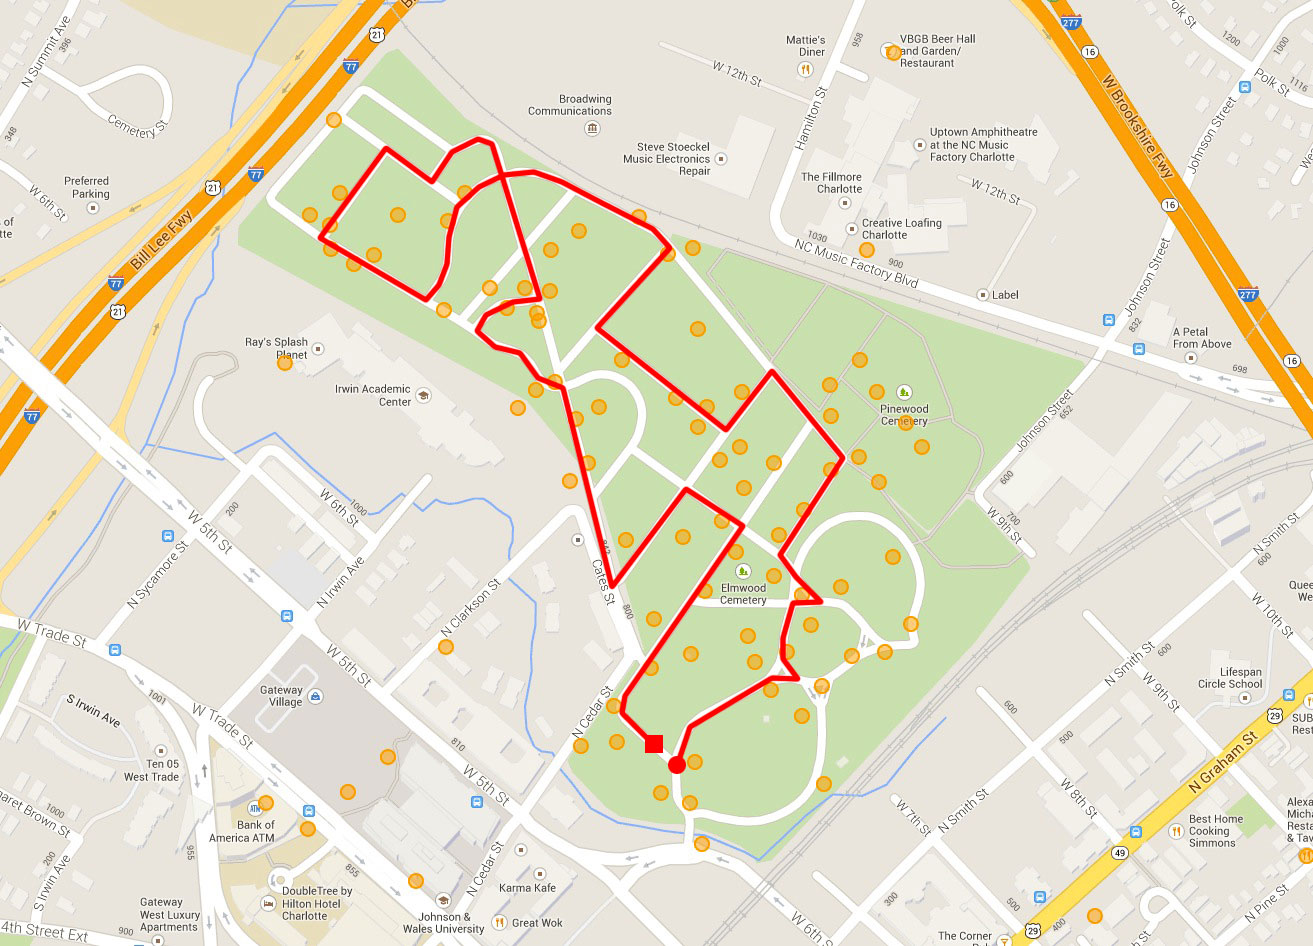 N Summit Ave
396
348
Cemetery St
W 6th St
Preferred
Parking
21
77
77
77
21
Bill Lee Fwy
77
21
77
Broadwing
Communications
W 12th St
Steve Stoeckel
Music Electronics
Repair
Mattie's
Diner
958
Hamilton St
VBGB Beer Hall
and Garden/
Restaurant
277
16
W Brookshire Fwy
Polk St
1200
1000
Polk St
1116
Johnson Street
Uptown Amphitheatre
at the NC Music
Factory Charlotte
The Fillmore
Charlotte
W 12th St
Creative Loafing
Charlotte
1030
NC Music Factory Blvd
900
Label
16
277
16
Johnson Street
832
A Petal
From Above
698
Ray's Splash
Planet
Irwin Academic
Center
Pinewood
Cemetery
Johnson Street
652
600
700
W 9th St
N Smith St
600
W 10th St
W 6th St
1000
200
W 5th St
N Sycamore St
N Irwin Ave
N Clarkson St
Cates St
800
Elmwood
Cemetery
W Trade St
W 5th St
Gateway
Village
S Irwin Ave
1001
W Trade St
Ten 05
West Trade
810
W 5th St
N Cedar St
N Smith St
600
W 9th St
Lifespan
Circle School
29
600
500
N Graham St
W 8th St
W 7th St
N Smith St
49
Best Home
Cooking
Simmons
1000
200
S Irwin Ave
ATM
Bank of
America ATM
955
855
DoubleTree by
Hilton Hotel
Charlotte
N Cedar St
Karma Kafe
Great Wok
Johnson &
Wales University
Gateway
West Luxury
Apartments
4th Street Ext
900
W 6th St
300
500
400
29
The Corner
N Pine St